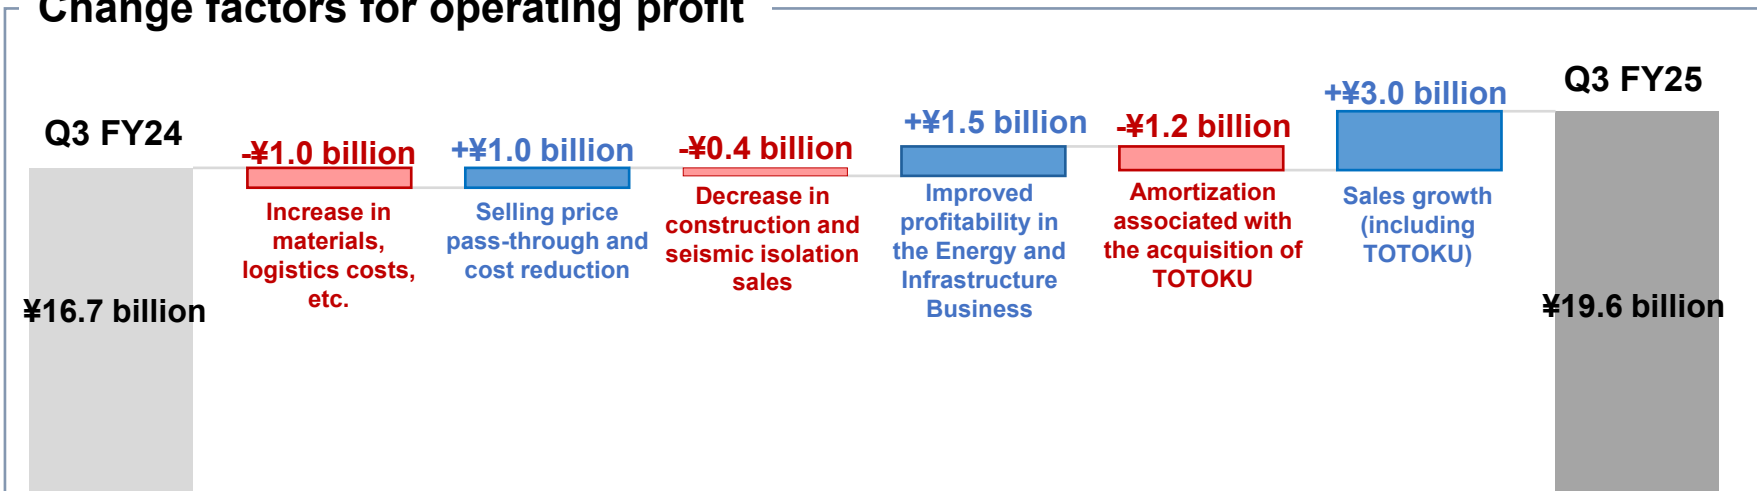 Change factors for operating profit
Q3 FY24
¥16.7 billion
-¥1.0 billion
Increase in
materials,
logistics costs,
etc.
+¥1.0 billion
Selling price
pass-through and
cost reduction
-¥0.4 billion
Decrease in
construction and
seismic isolation
sales
+¥1.5 billion
Improved
profitability in
the Energy and
Infrastructure
Business
-¥1.2 billion
Amortization
associated with
the acquisition of
TOTOKU
+¥3.0 billion
Sales growth
(including
TOTOKU)
Q3 FY25
¥19.6 billion